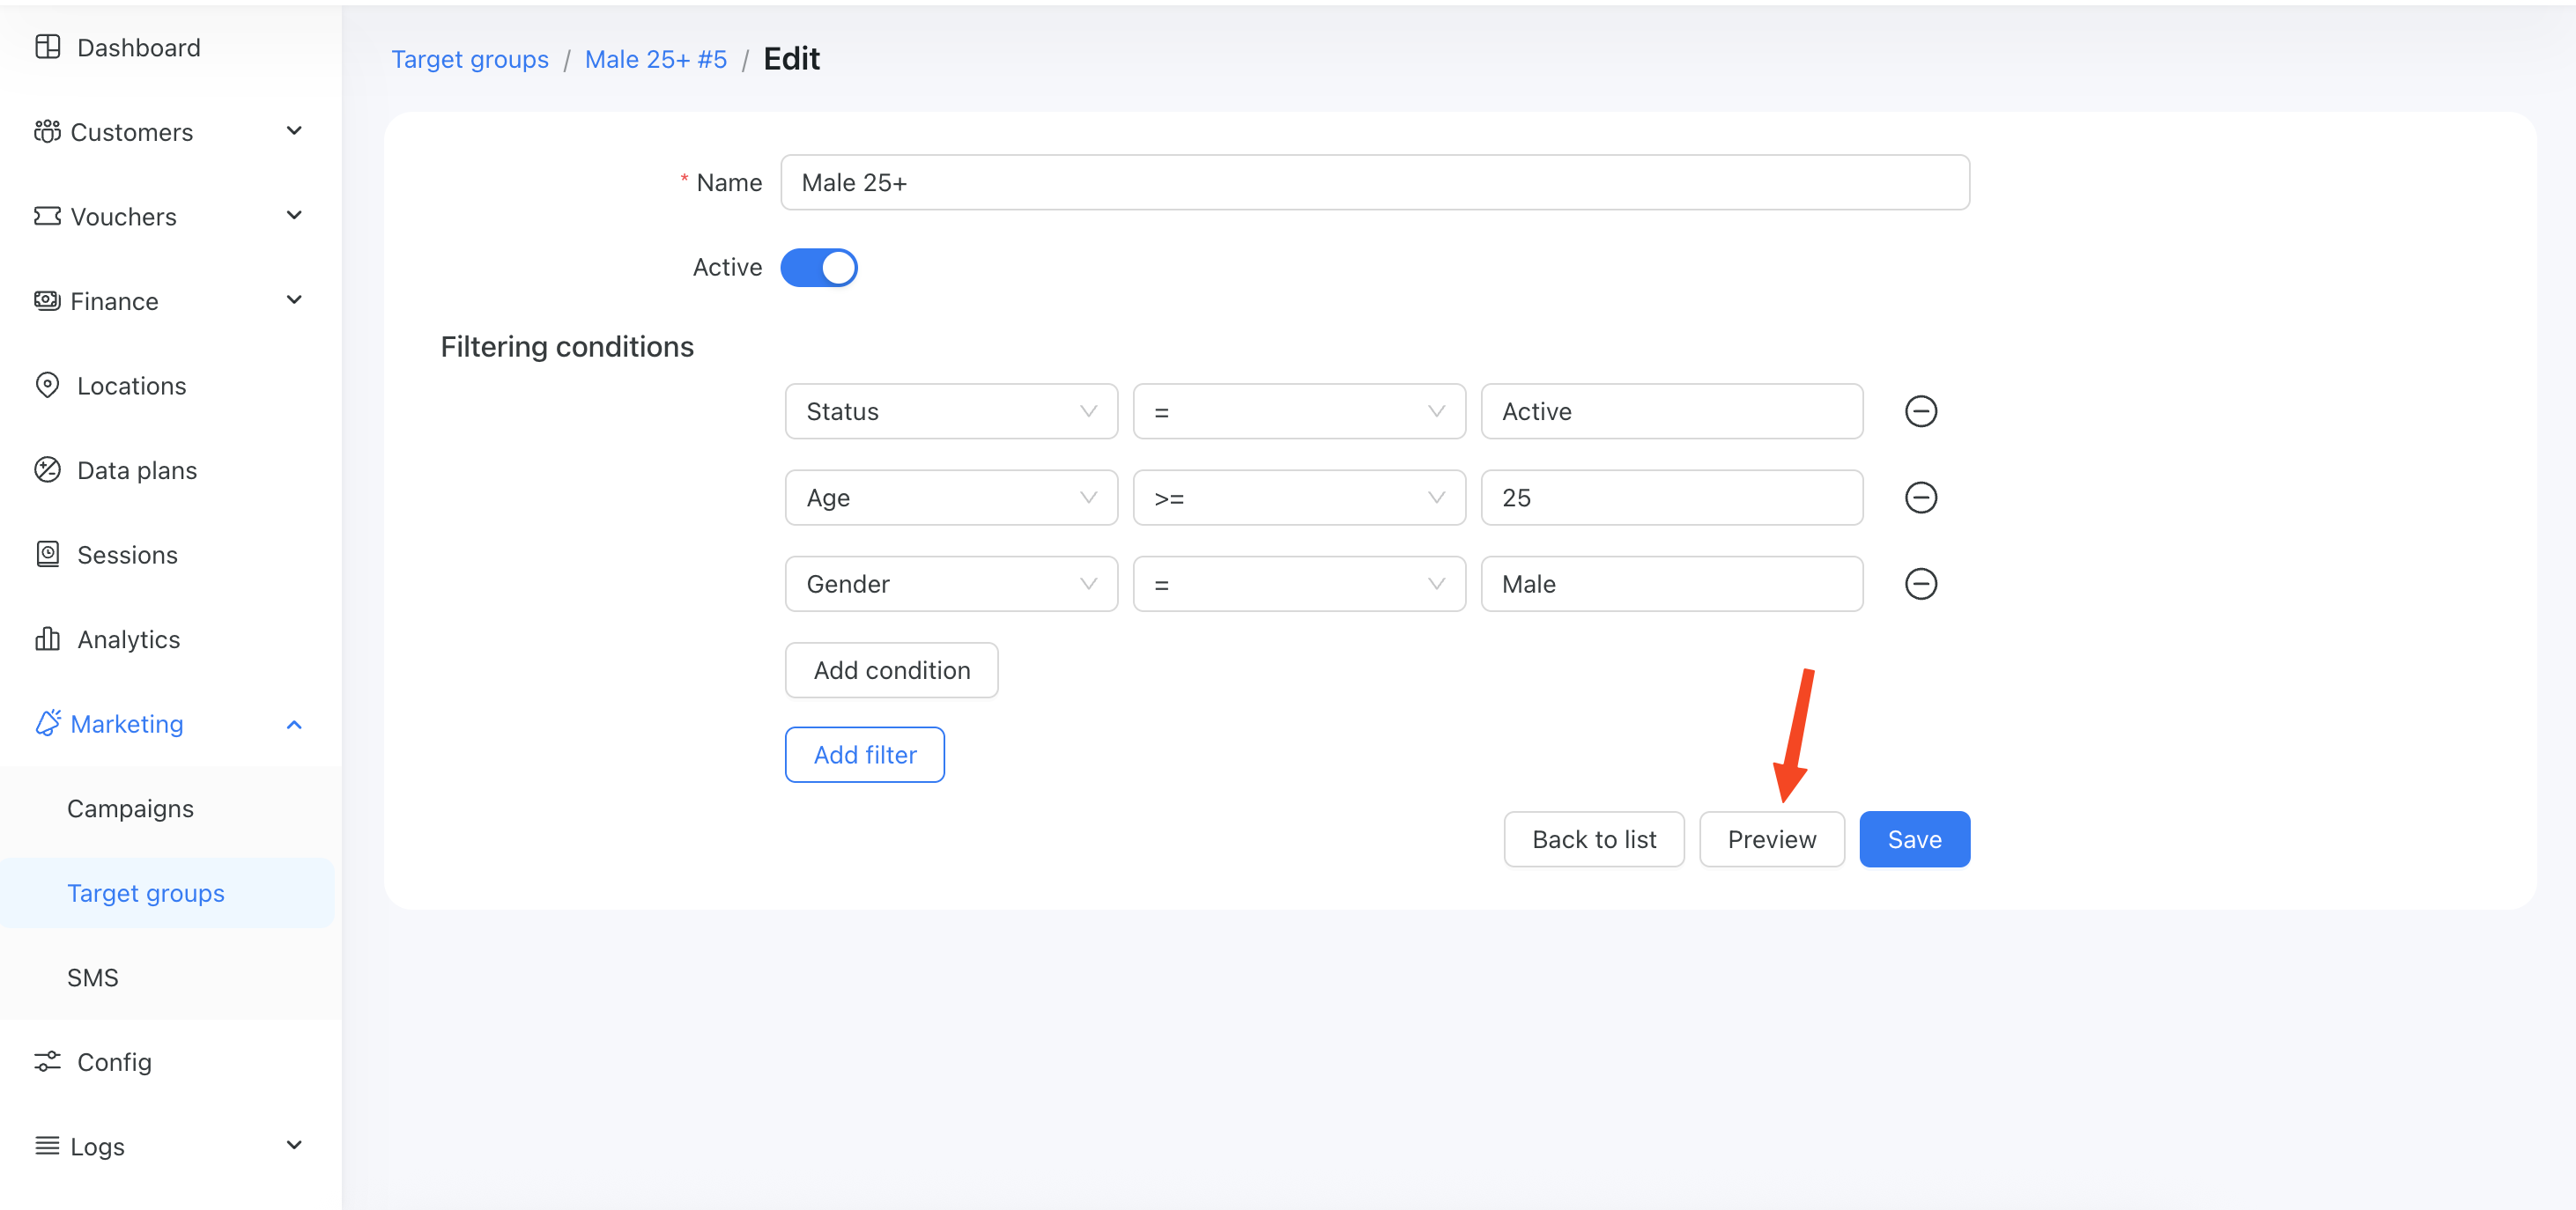 Dashboard
Customers
Vouchers
Finance
Locations
Data plans
Sessions
Analytics
Marketing
Campaigns
Target groups
SMS
Config
Logs
Target groups / Male 25+ #5 / Edit
* Name Male 25+
Active
Filtering conditions
Status = Active
Age >= 25
Gender = Male
Add condition
Add filter
Back to list Preview Save